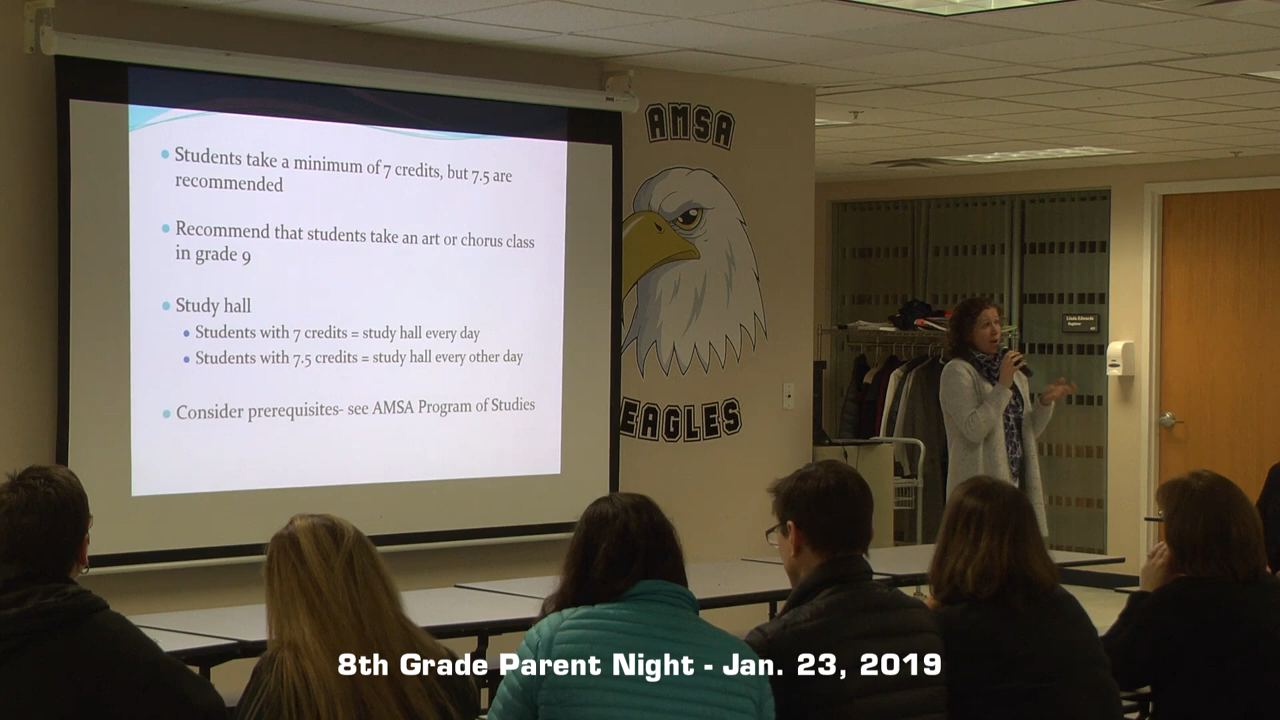 Students take a minimum of 7 credits, but 7.5 are
recommended
Recommend that students take an art or chorus class
in grade 9
Study hall
Students with 7 credits = study hall every day
Students with 7.5 credits = study hall every other day
Consider prerequisites- see AMSA Program of Studies
AMSA
EAGLES
Linda Edwards
8th Grade Parent Night - Jan. 23, 2019